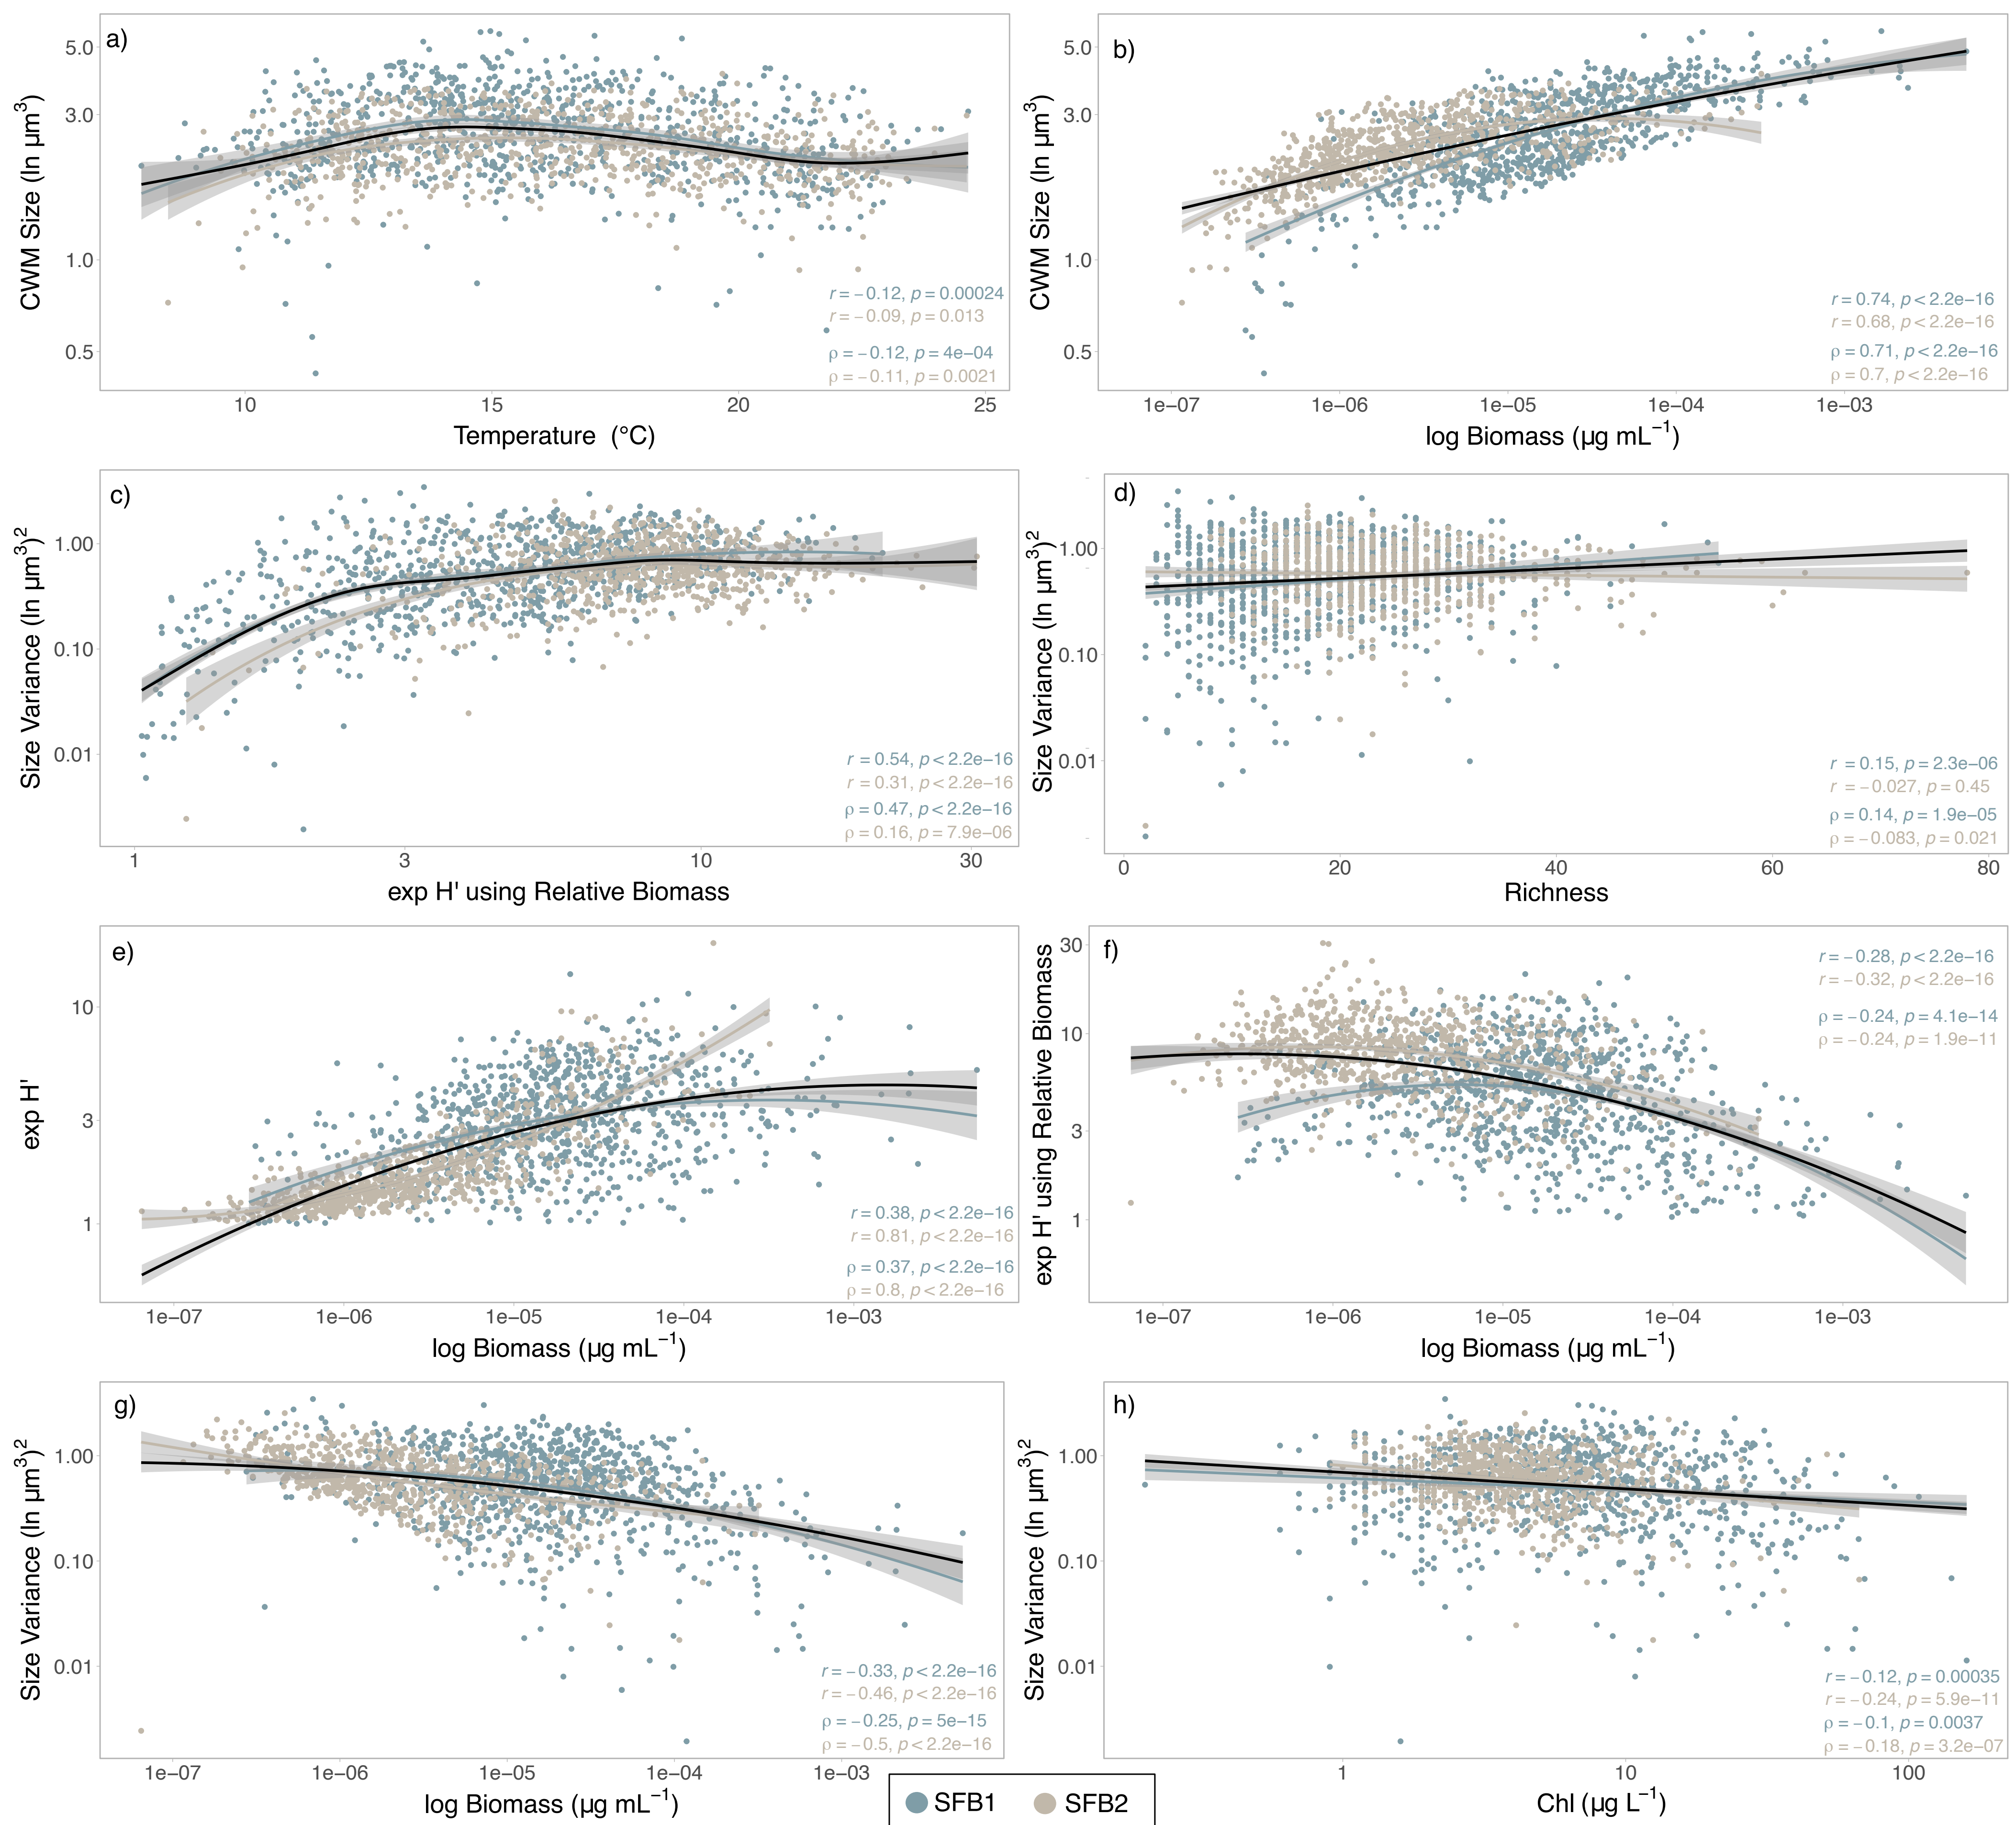 a)
CWM Size (ln µm³)
5.0
3.0
1.0
0.5
r = −0.12, p = 0.00024
r = −0.09, p = 0.013
ρ = −0.12, p = 4e−04
ρ = −0.11, p = 0.0021
10 15 20 25
Temperature (°C)
b)
CWM Size (ln µm³)
5.0
3.0
1.0
0.5
r = 0.74, p < 2.2e−16
r = 0.68, p < 2.2e−16
ρ = 0.71, p < 2.2e−16
ρ = 0.7, p < 2.2e−16
1e−07 1e−06 1e−05 1e−04 1e−03
log Biomass (µg mL⁻¹)
c)
Size Variance (ln µm³)²
1.00
0.10
0.01
r = 0.54, p < 2.2e−16
r = 0.31, p < 2.2e−16
ρ = 0.47, p < 2.2e−16
ρ = 0.16, p = 7.9e−06
1 3 10 30
exp H' using Relative Biomass
d)
Size Variance (ln µm³)²
1.00
0.10
0.01
r = 0.15, p = 2.3e−06
r = −0.027, p = 0.45
ρ = 0.14, p = 1.9e−05
ρ = −0.083, p = 0.021
0 20 40 60 80
Richness
e)
exp H'
10
3
1
r = 0.38, p < 2.2e−16
r = 0.81, p < 2.2e−16
ρ = 0.37, p < 2.2e−16
ρ = 0.8, p < 2.2e−16
1e−07 1e−06 1e−05 1e−04 1e−03
log Biomass (µg mL⁻¹)
f)
exp H' using Relative Biomass
30
10
3
1
r = −0.28, p < 2.2e−16
r = −0.32, p < 2.2e−16
ρ = −0.24, p = 4.1e−14
ρ = −0.24, p = 1.9e−11
1e−07 1e−06 1e−05 1e−04 1e−03
log Biomass (µg mL⁻¹)
g)
Size Variance (ln µm³)²
1.00
0.10
0.01
r = −0.33, p < 2.2e−16
r = −0.46, p < 2.2e−16
ρ = −0.25, p = 5e−15
ρ = −0.5, p < 2.2e−16
1e−07 1e−06 1e−05 1e−04 1e−03
log Biomass (µg mL⁻¹)
h)
Size Variance (ln µm³)²
1.00
0.10
0.01
r = −0.12, p = 0.00035
r = −0.24, p = 5.9e−11
ρ = −0.1, p = 0.0037
ρ = −0.18, p = 3.2e−07
1 10 100
Chl (µg L⁻¹)
SFB1 SFB2